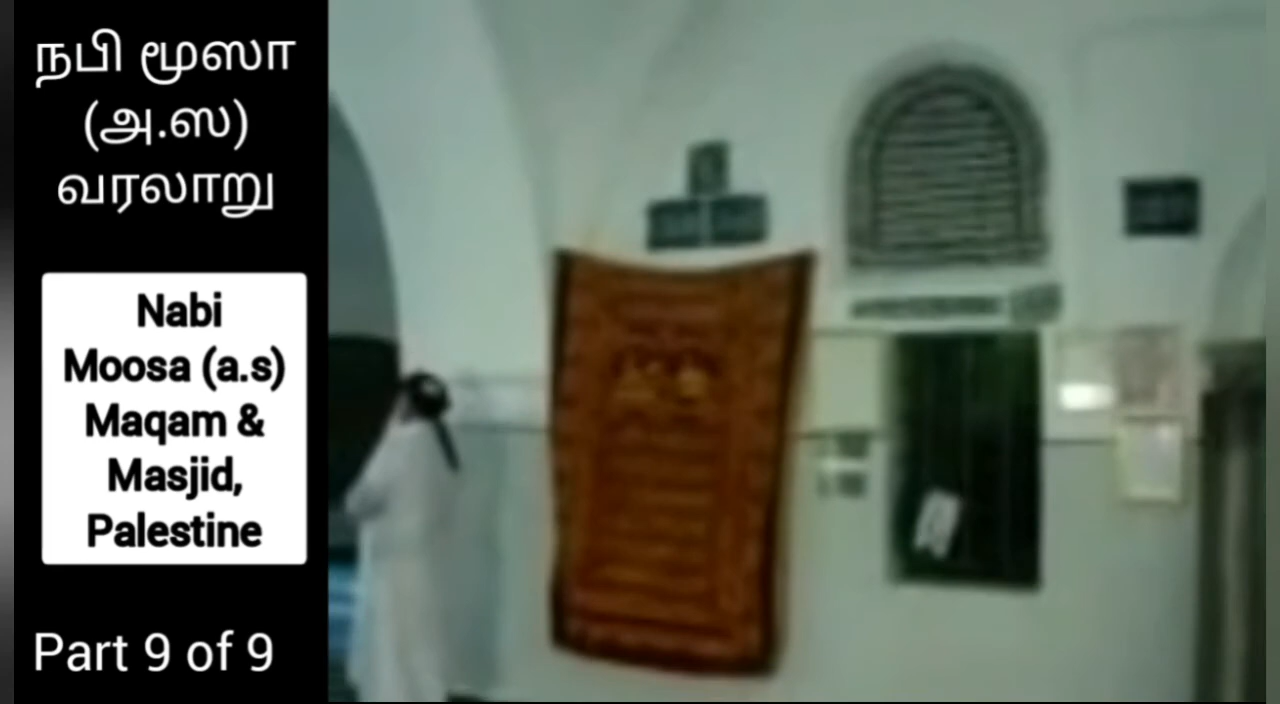 நபி மூஸா
(அ.ஸ)
வரலாறு
Nabi
Moosa (a.s)
Maqam &
Masjid,
Palestine
Part 9 of 9